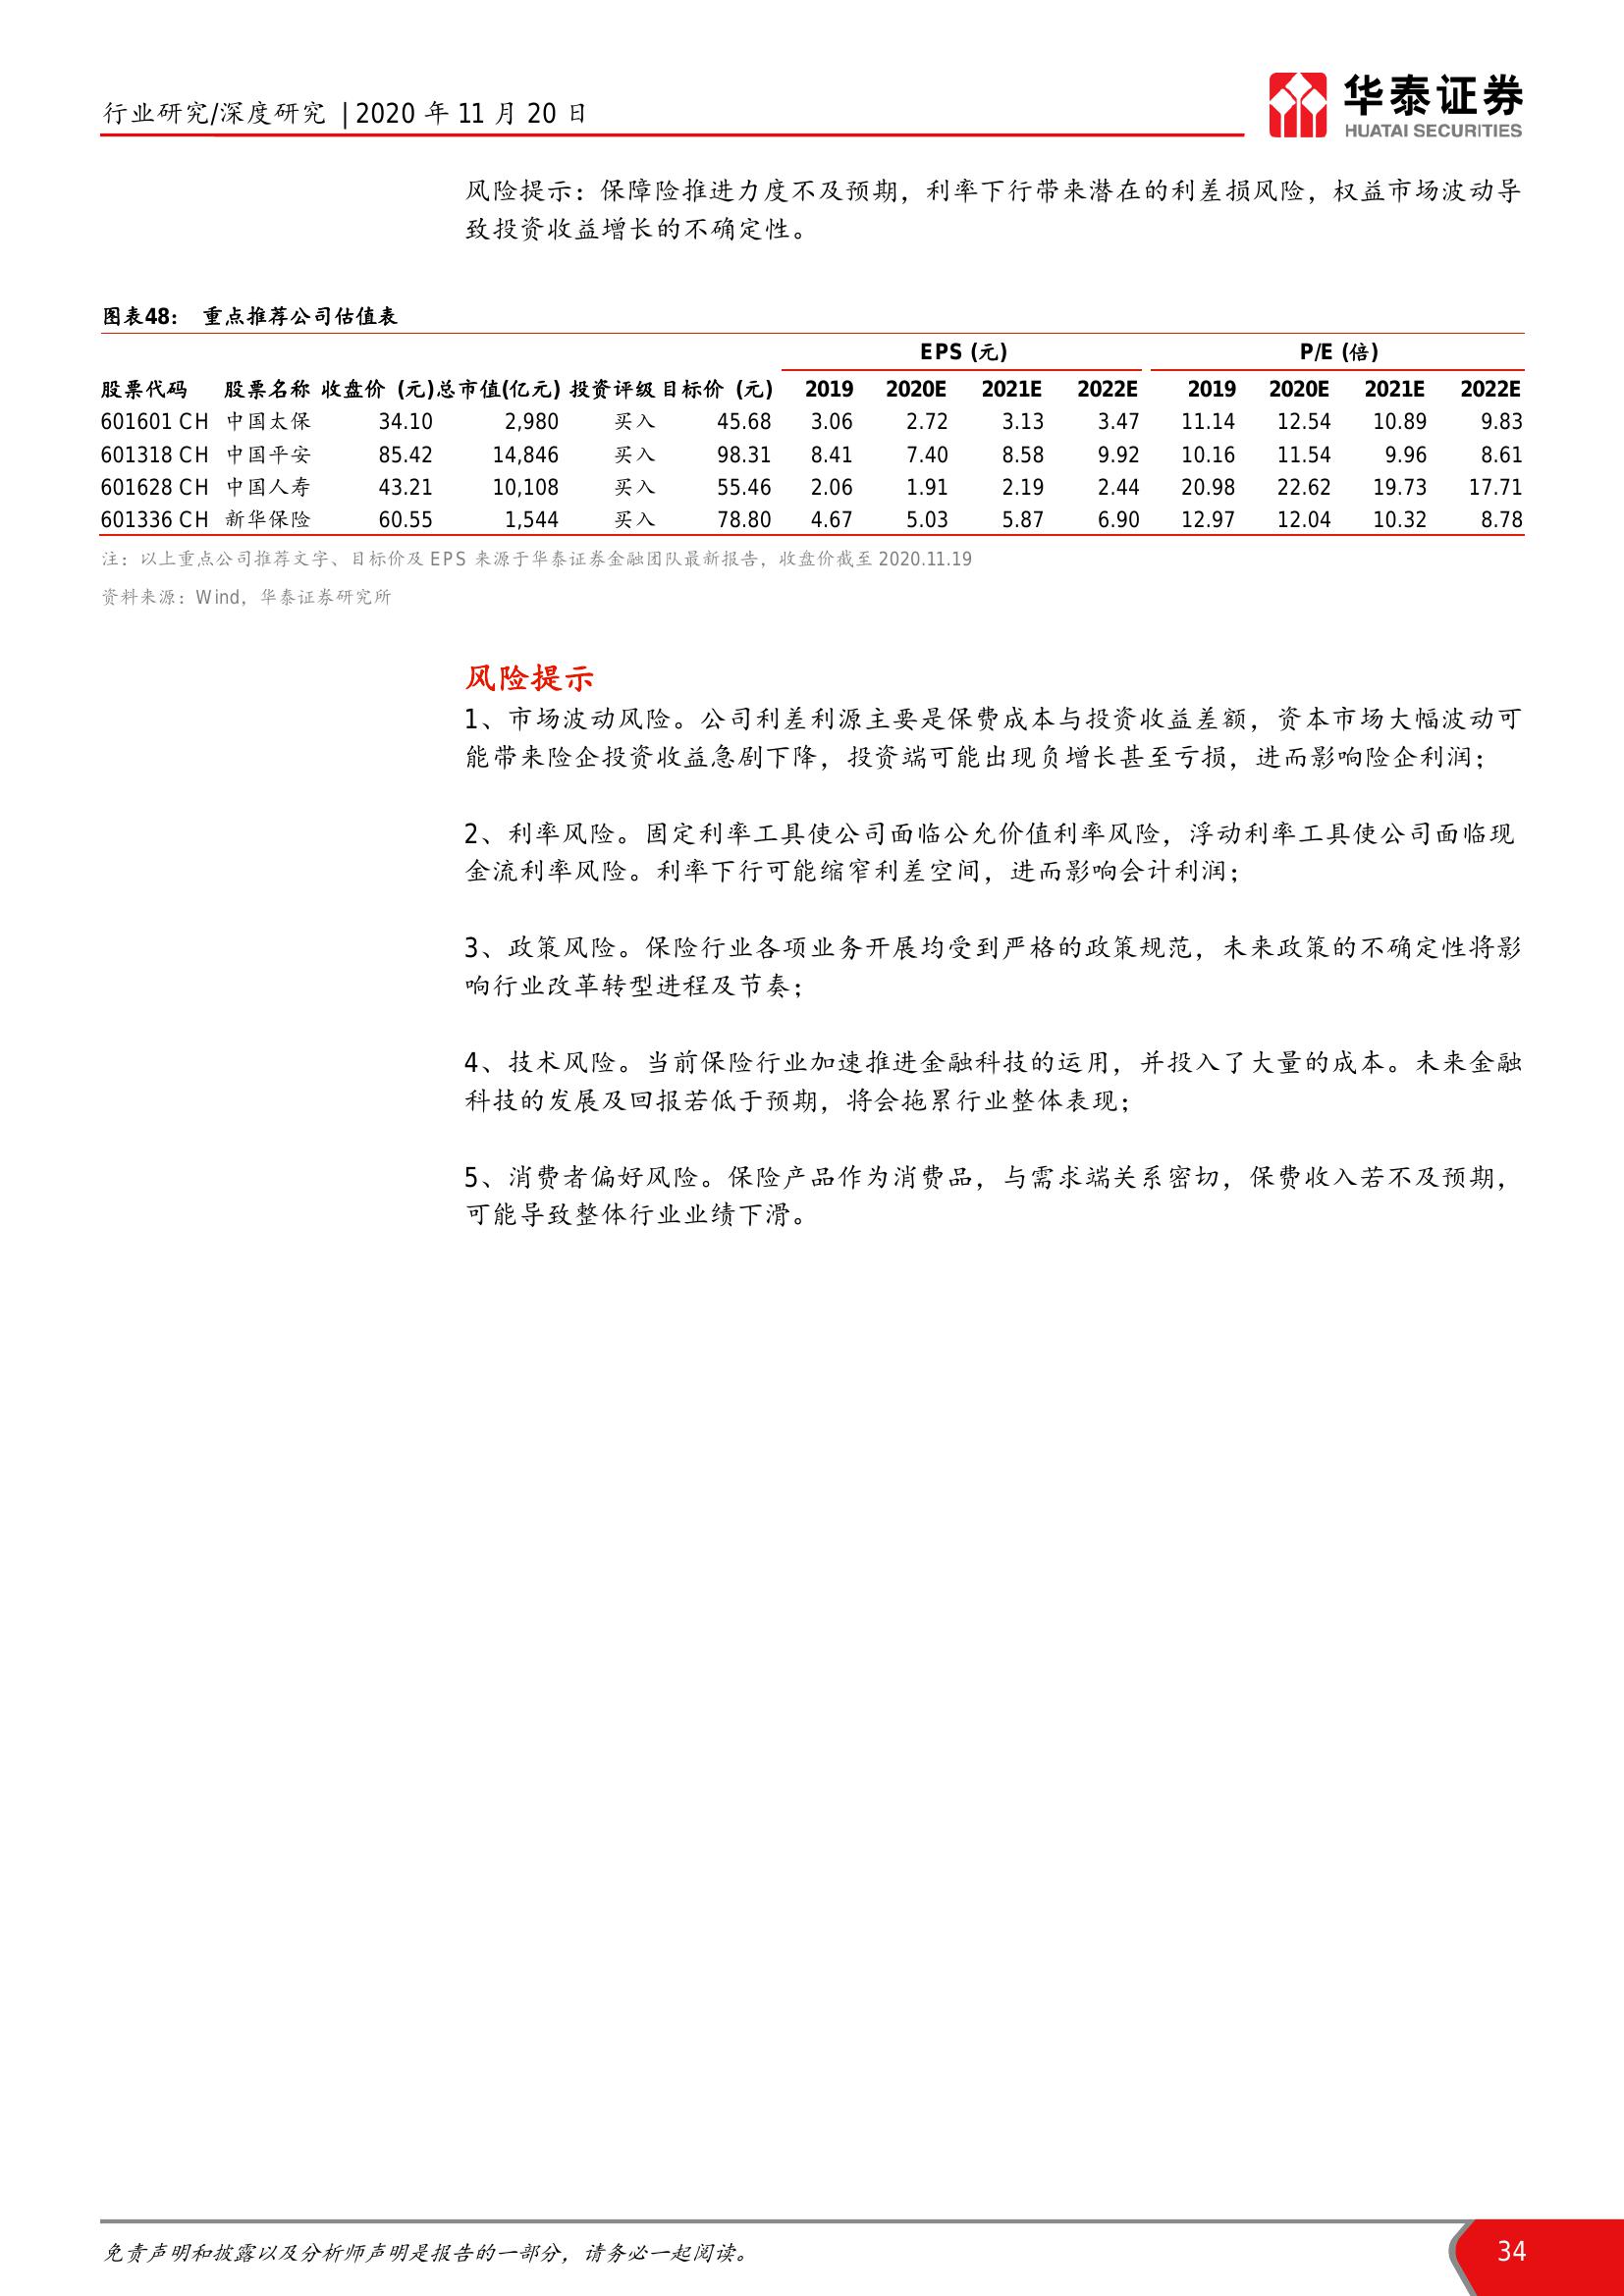 行业研究/深度研究 | 2020 年 11 月 20 日
华泰证券
HUATAI SECURITIES
风险提示：保障险推进力度不及预期，利率下行带来潜在的利差损风险，权益市场波动导
致投资收益增长的不确定性。
图表48： 重点推荐公司估值表
EPS (元) P/E (倍)
股票代码 股票名称 收盘价 (元) 总市值(亿元) 投资评级 目标价 (元) 2019 2020E 2021E 2022E 2019 2020E 2021E 2022E
601601 CH 中国太保 34.10 2,980 买入 45.68 3.06 2.72 3.13 3.47 11.14 12.54 10.89 9.83
601318 CH 中国平安 85.42 14,846 买入 98.31 8.41 7.40 8.58 9.92 10.16 11.54 9.96 8.61
601628 CH 中国人寿 43.21 10,108 买入 55.46 2.06 1.91 2.19 2.44 20.98 22.62 19.73 17.71
601336 CH 新华保险 60.55 1,544 买入 78.80 4.67 5.03 5.87 6.90 12.97 12.04 10.32 8.78
注：以上重点公司推荐文字、目标价及 EPS 来源于华泰证券金融团队最新报告，收盘价截至 2020.11.19
资料来源：Wind，华泰证券研究所
风险提示
1、市场波动风险。公司利差利源主要是保费成本与投资收益差额，资本市场大幅波动可
能带来险企投资收益急剧下降，投资端可能出现负增长甚至亏损，进而影响险企利润；
2、利率风险。固定利率工具使公司面临公允价值利率风险，浮动利率工具使公司面临现
金流利率风险。利率下行可能缩窄利差空间，进而影响会计利润；
3、政策风险。保险行业各项业务开展均受到严格的政策规范，未来政策的不确定性将影
响行业改革转型进程及节奏；
4、技术风险。当前保险行业加速推进金融科技的运用，并投入了大量的成本。未来金融
科技的发展及回报若低于预期，将会拖累行业整体表现；
5、消费者偏好风险。保险产品作为消费品，与需求端关系密切，保费收入若不及预期，
可能导致整体行业业绩下滑。
免责声明和披露以及分析师声明是报告的一部分，请务必一起阅读。
34